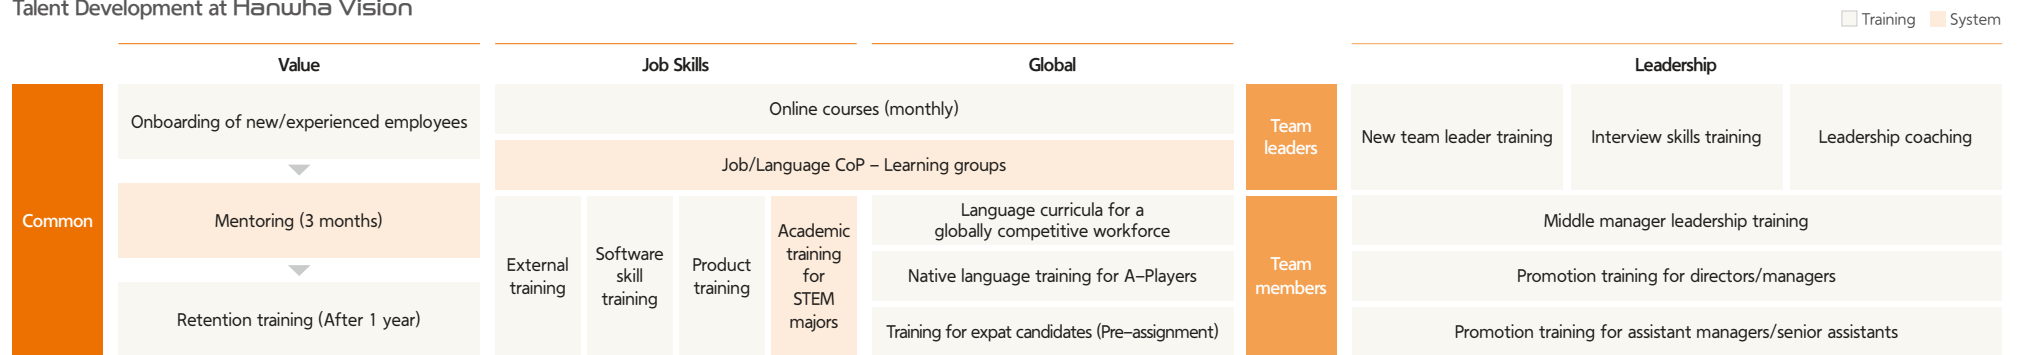 Talent Development at Hanwha Vision
Training
System
Value
Job Skills
Global
Leadership
Common
Onboarding of new/experienced employees
Mentoring (3 months)
Retention training (After 1 year)
Online courses (monthly)
Job/Language CoP – Learning groups
External
training
Software
skill
training
Product
training
Academic
training
for
STEM
majors
Language curricula for a
globally competitive workforce
Native language training for A–Players
Training for expat candidates (Pre–assignment)
Team
leaders
New team leader training
Interview skills training
Leadership coaching
Team
members
Middle manager leadership training
Promotion training for directors/managers
Promotion training for assistant managers/senior assistants